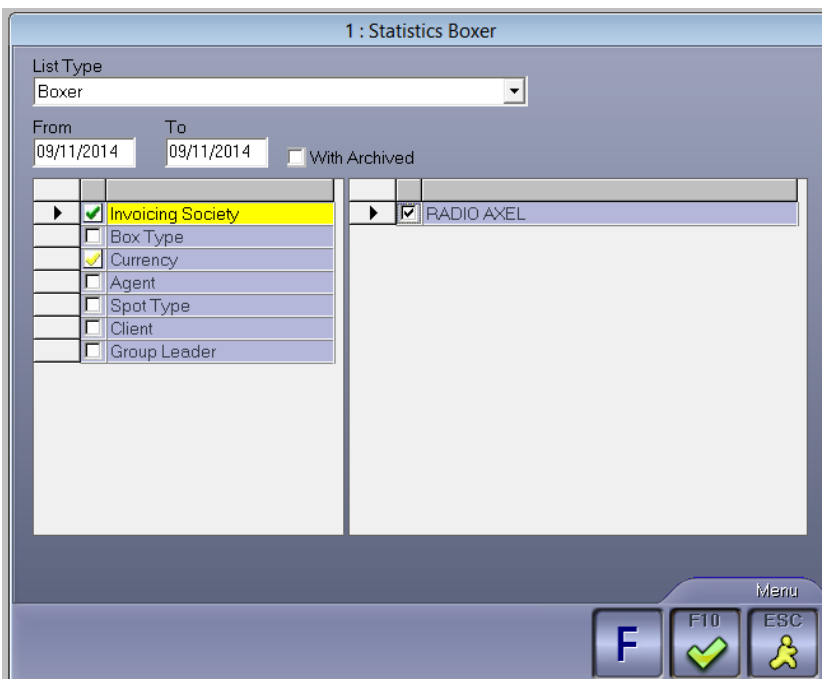 1 : Statistics Boxer
List Type
Boxer
From To
09/11/2014 09/11/2014 With Archived
Invoicing Society RADIO AXEL
Box Type
Currency
Agent
Spot Type
Client
Group Leader
Menu
F F10 ESC